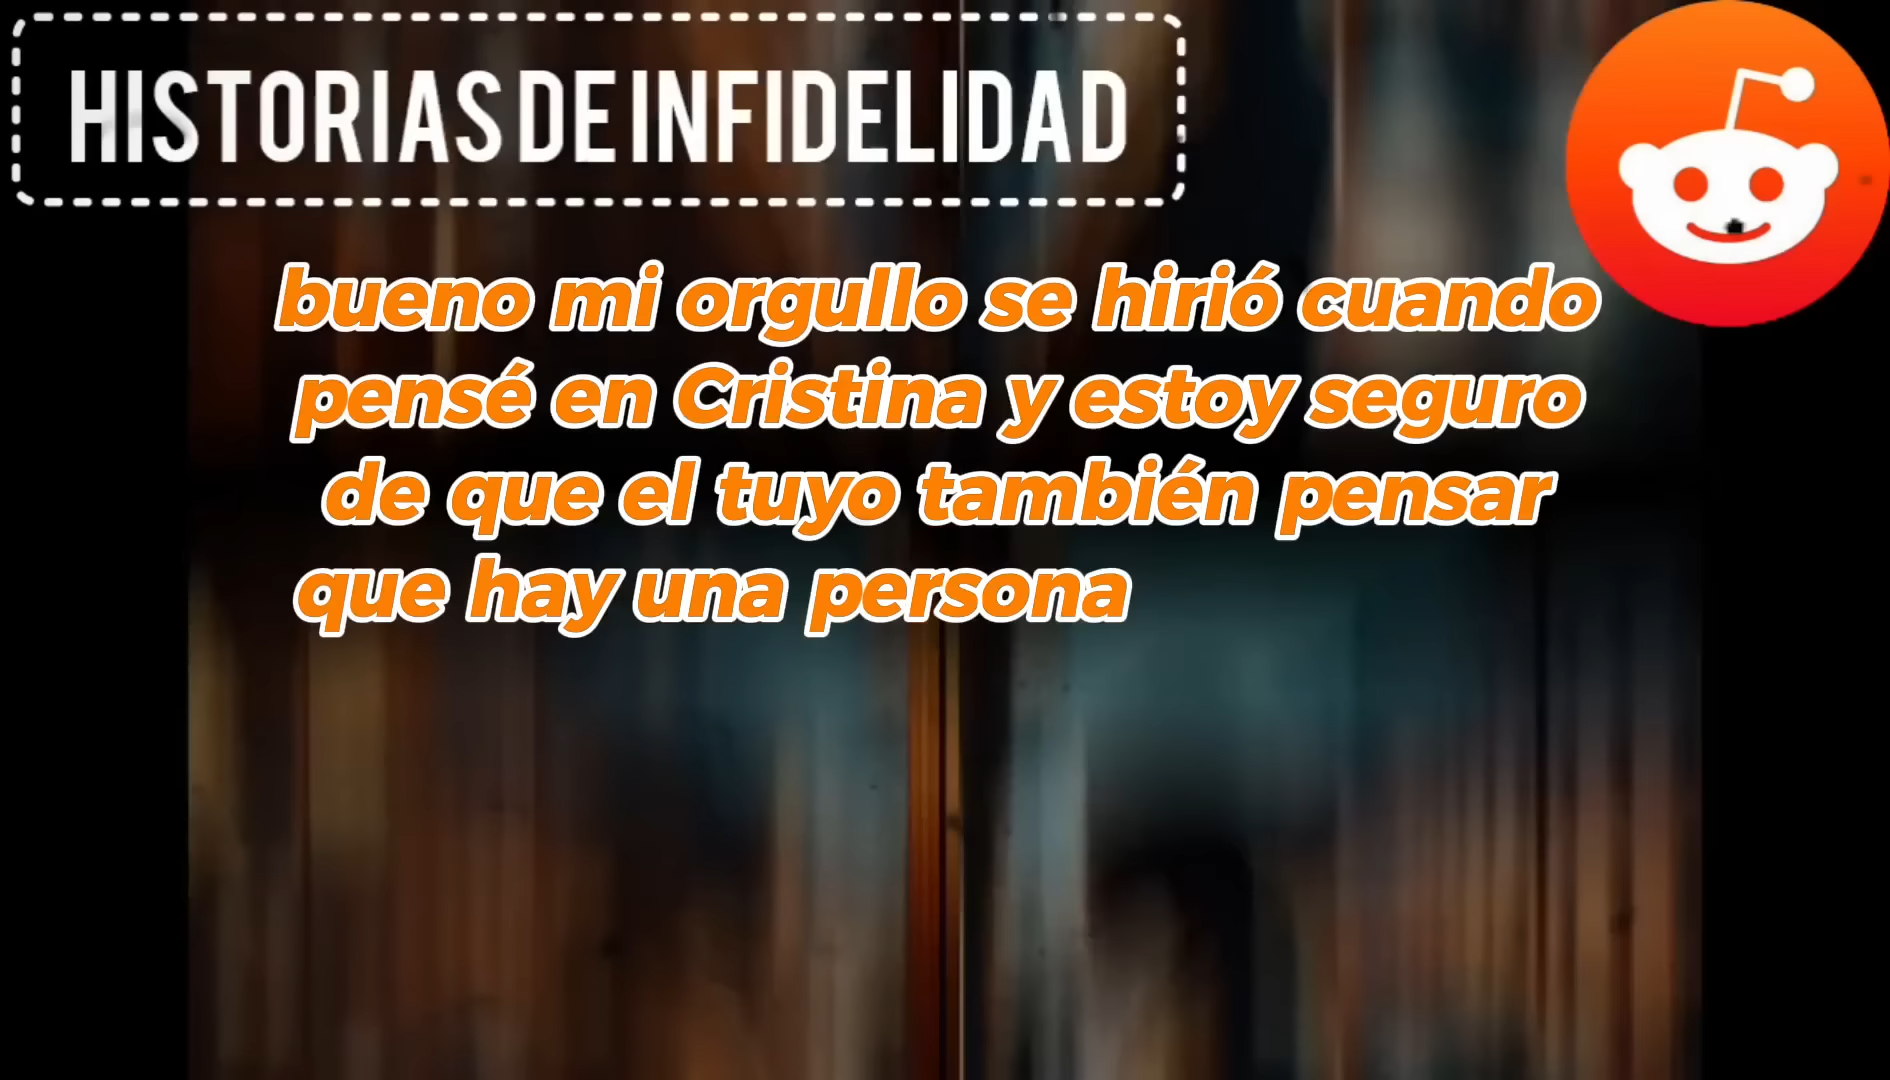 HISTORIAS DE INFIDELIDAD
bueno mi orgullo se hirió cuando
pensé en Cristina y estoy seguro
de que el tuyo también pensar
que hay una persona